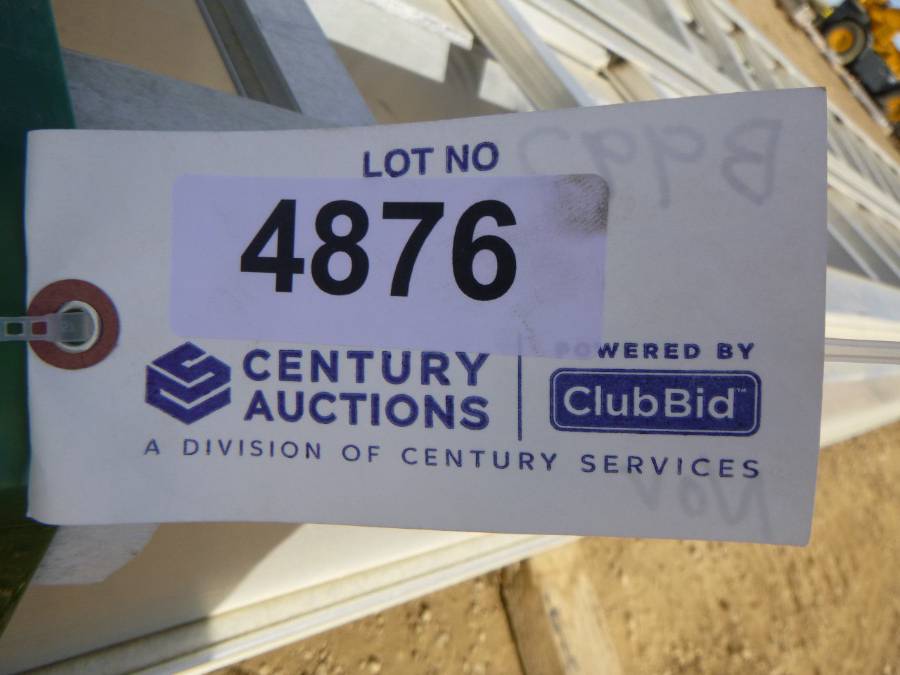 LOT NO
4876
CENTURY
AUCTIONS
POWERED BY
ClubBid™
A DIVISION OF CENTURY SERVICES